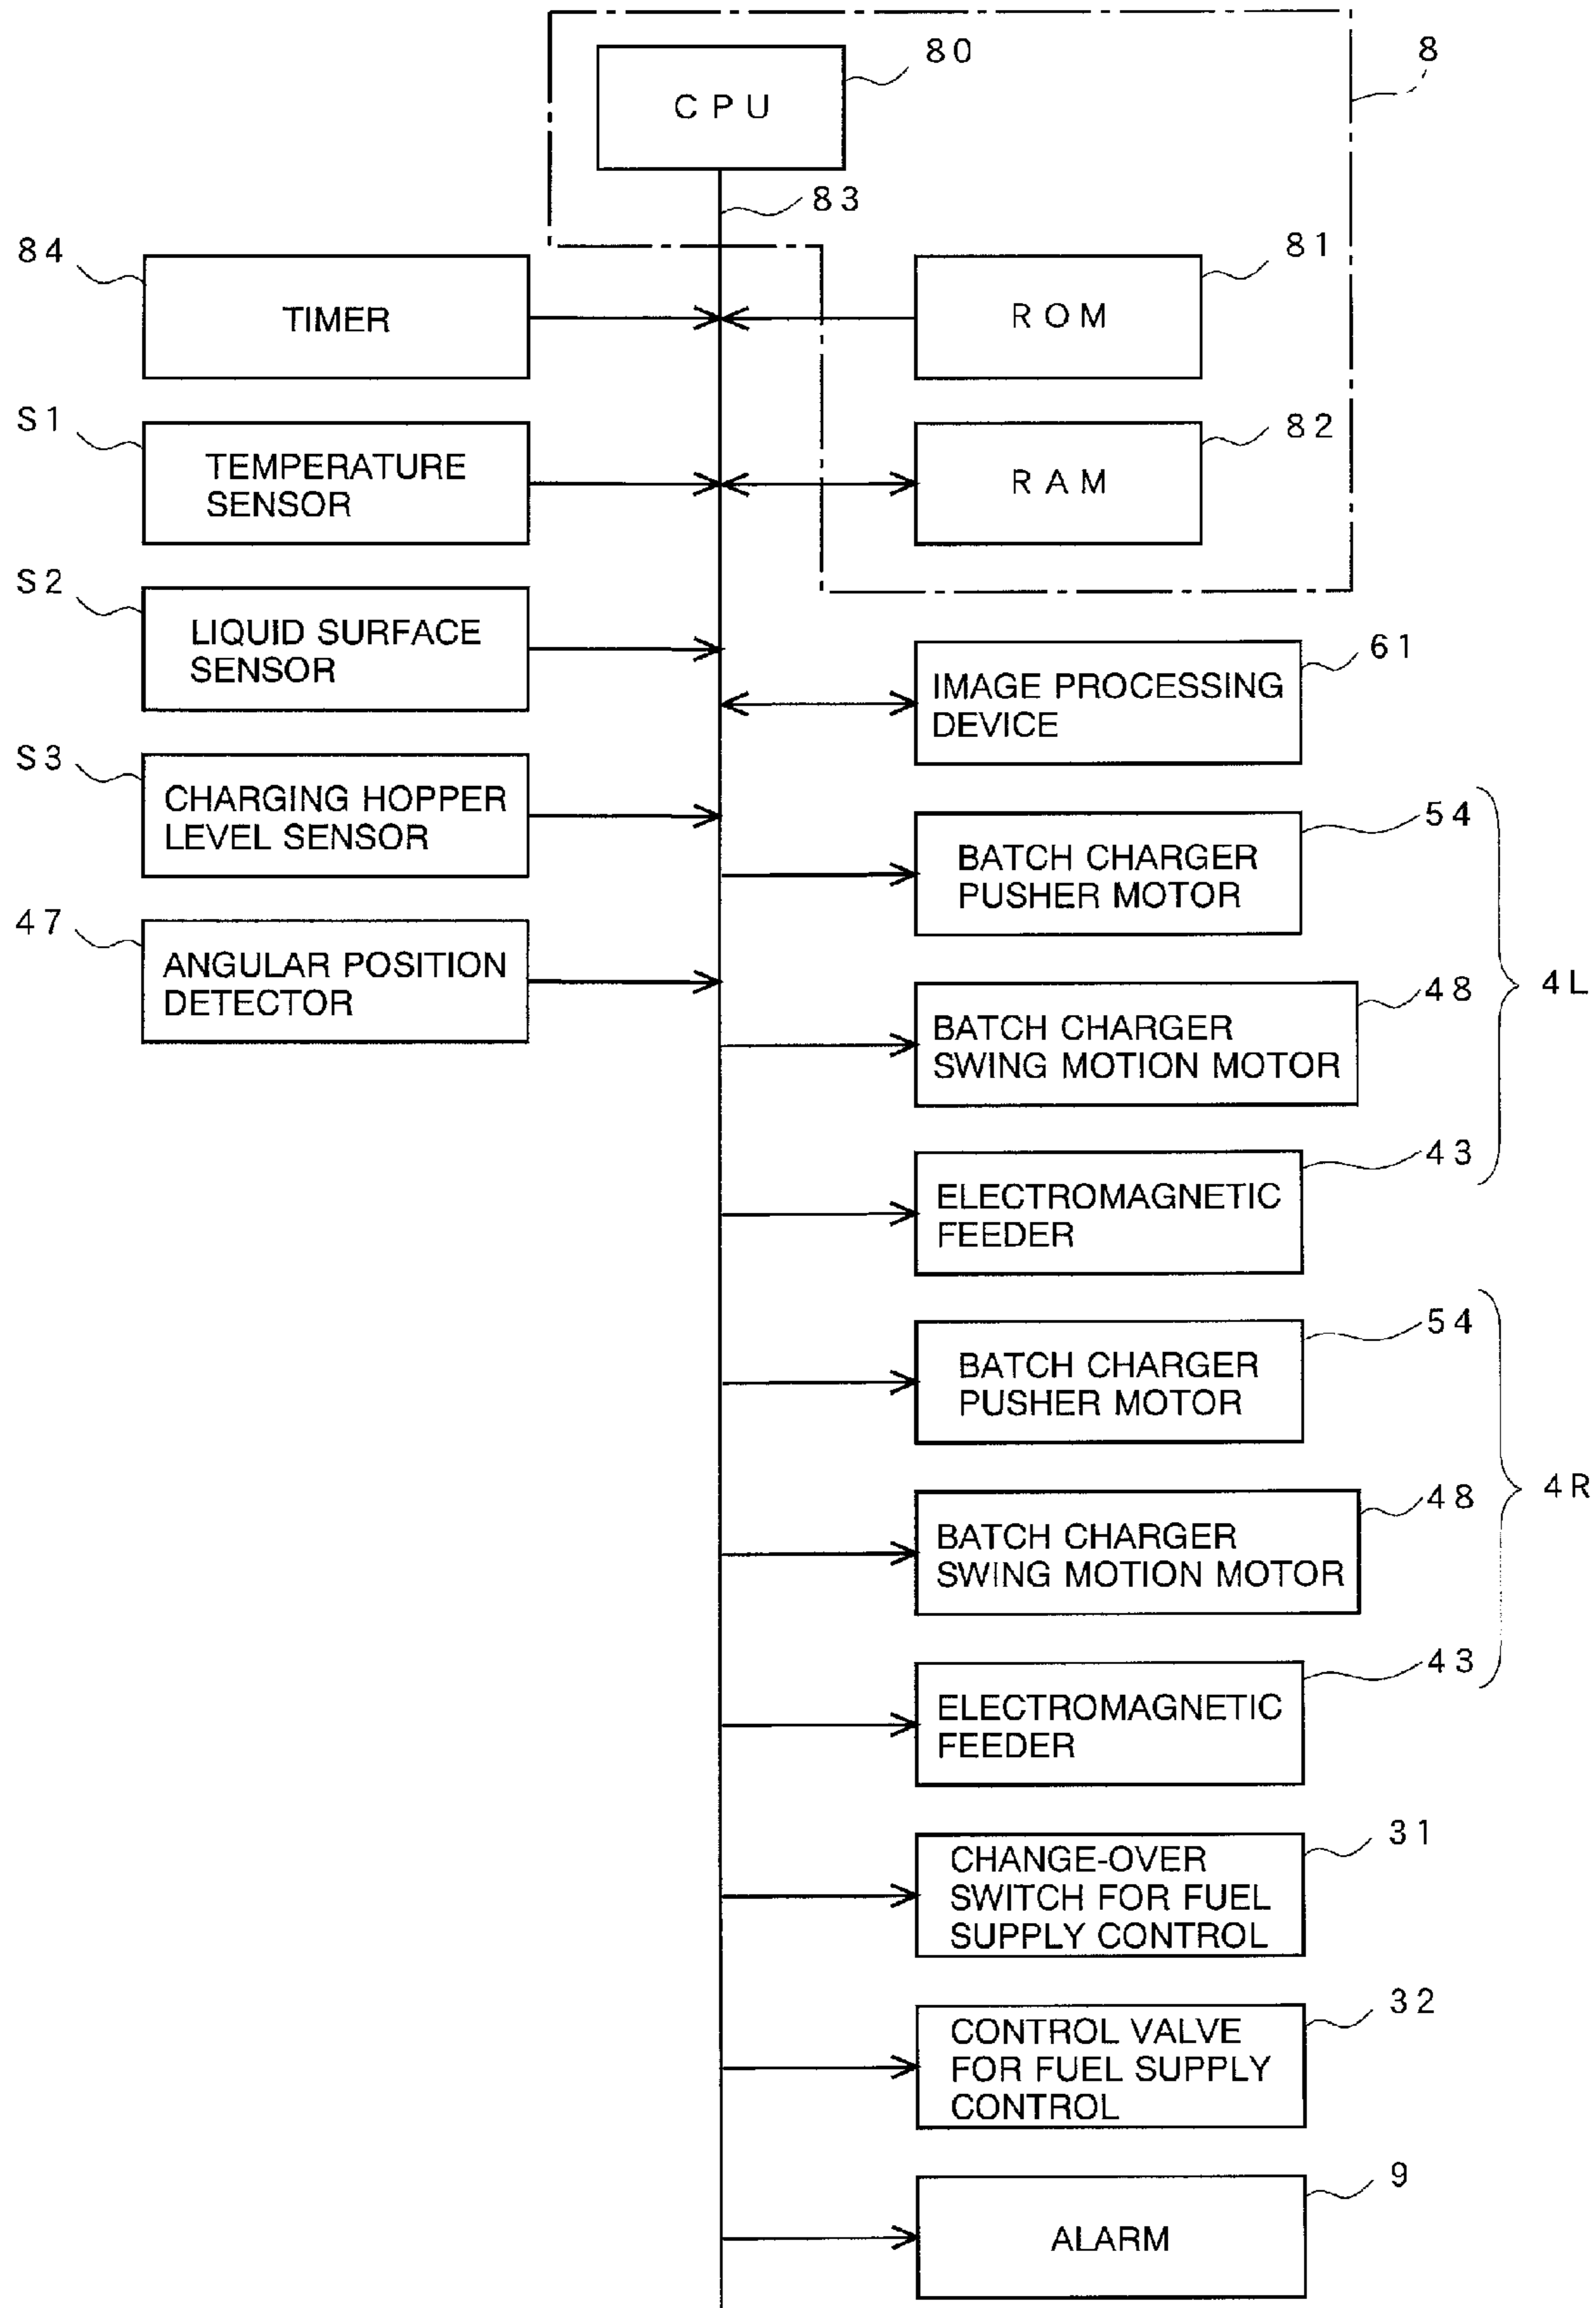 8
80
C P U
83
84
TIMER
81
R O M
S1
TEMPERATURE
SENSOR
82
R A M
S2
LIQUID SURFACE
SENSOR
61
IMAGE PROCESSING
DEVICE
S3
CHARGING HOPPER
LEVEL SENSOR
54
BATCH CHARGER
PUSHER MOTOR
47
ANGULAR POSITION
DETECTOR
48
BATCH CHARGER
SWING MOTION MOTOR
4L
43
ELECTROMAGNETIC
FEEDER
54
BATCH CHARGER
PUSHER MOTOR
48
BATCH CHARGER
SWING MOTION MOTOR
4R
43
ELECTROMAGNETIC
FEEDER
31
CHANGE-OVER
SWITCH FOR FUEL
SUPPLY CONTROL
32
CONTROL VALVE
FOR FUEL SUPPLY
CONTROL
9
ALARM